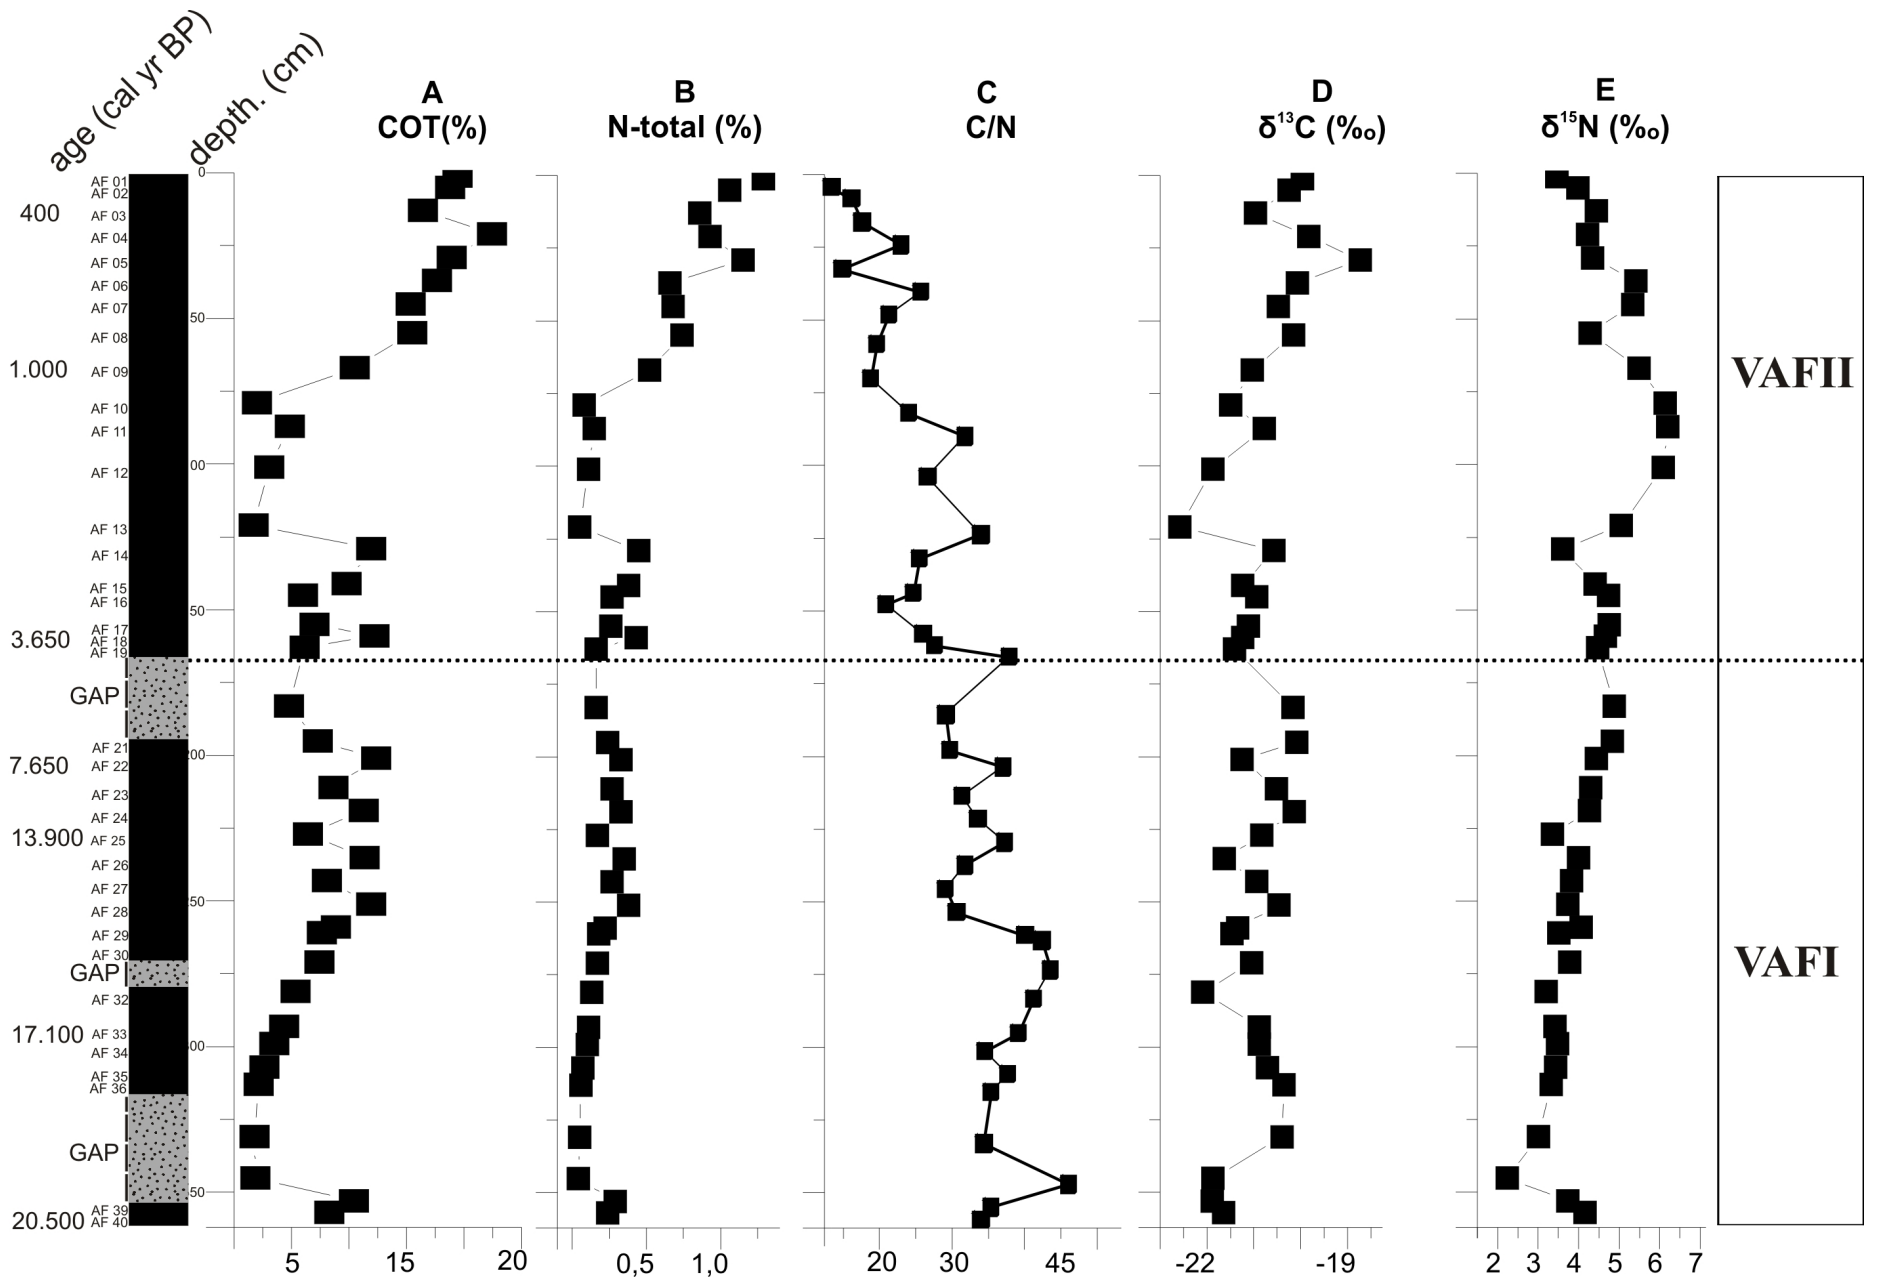 age (cal yr BP)
depth. (cm)
A
COT(%)
B
N-total (%)
C
C/N
D
δ¹³C (‰)
E
δ¹⁵N (‰)
0
AF 01
AF 02
400
AF 03
AF 04
AF 05
AF 06
AF 07
50
AF 08
1.000
AF 09
VAFII
AF 10
AF 11
00
AF 12
AF 13
AF 14
AF 15
AF 16
50
AF 17
3.650
AF 18
AF 19
GAP
AF 21
200
7.650
AF 22
AF 23
AF 24
13.900
AF 25
AF 26
AF 27
50
AF 28
AF 29
AF 30
VAFI
GAP
AF 32
17.100
AF 33
00
AF 34
AF 35
AF 36
GAP
50
AF 39
20.500
AF 40
5 15 20
0,5 1,0
20 30 45
-22 -19
2 3 4 5 6 7